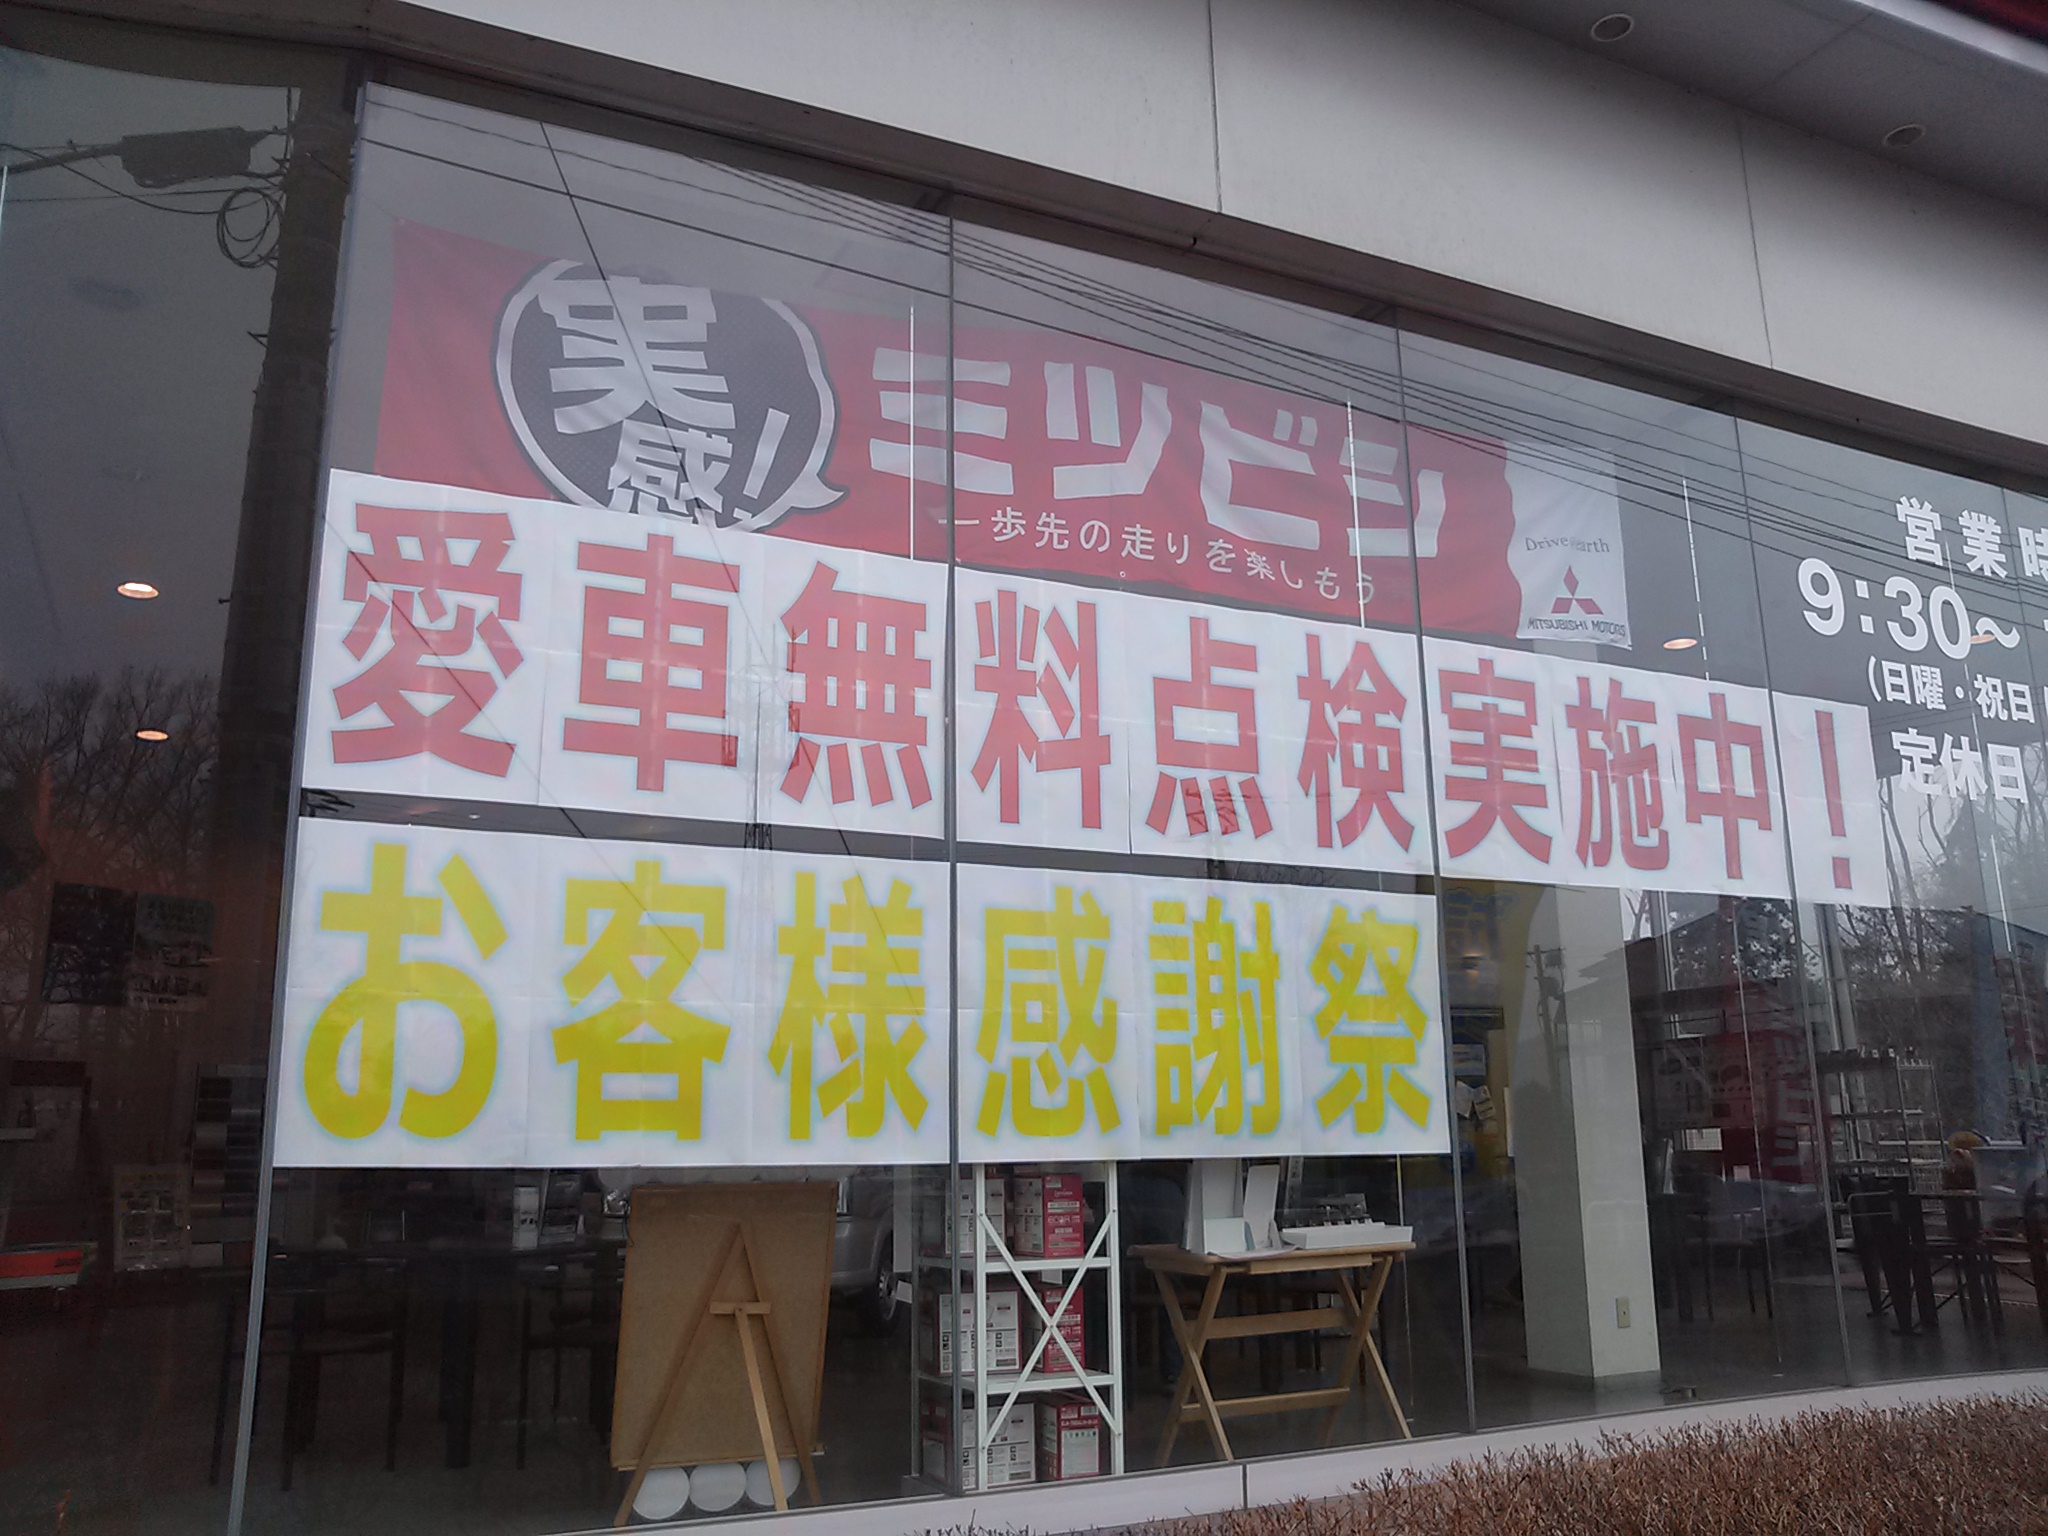 実感!
ミツビシ
一歩先の走りを楽しもう
Drive@earth
MITSUBISHI MOTORS
愛車無料点検実施中!
お客様感謝祭
営業時
9:30〜
(日曜・祝日
定休日